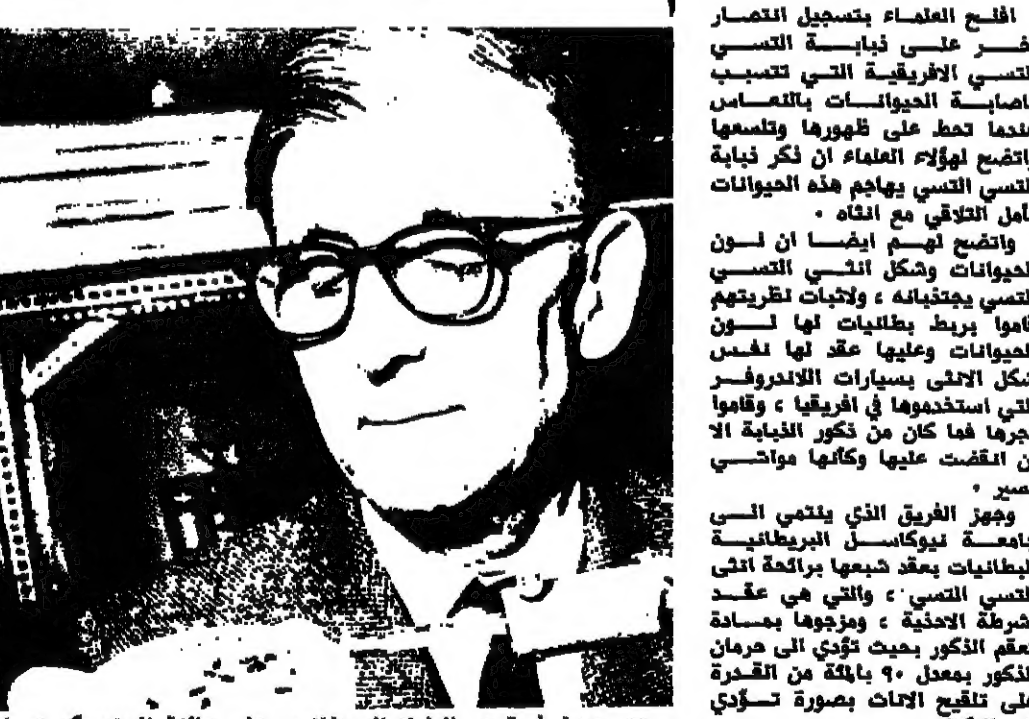 افلح العلماء بتسجيل انتصار
على ذبابة التسي
التسي الافريقية التي تتسبب
اصابة الحيوانات بالنعاس
عندما تحط على ظهورها وتلسعها
واتضح لهؤلاء العلماء ان ذكر ذبابة
التسي التسي يهاجم هذه الحيوانات
أمل التلاقي مع انثاه .
واتضح لهم ايضا ان لون
الحيوانات وشكل انثى التسي
التسي يجتذبانه ، ولاثبات نظريتهم
قاموا بربط بطانيات لها لون
الحيوانات وعليها عقد لها نفس
شكل الانثى بسيارات اللاندروفر
التي استخدموها في افريقيا ، وقاموا
بجرها فما كان من ذكور الذبابة الا
ان انقضت عليها وكأنها مواشي
تسير .
وجهز الفريق الذي ينتمي الى
جامعة نيوكاسل البريطانية
البطانيات بعقد شبعها برائحة انثى
التسي التسي ، والتي هي عقد
اشرطة الاحذية ، ومزجوها بمادة
تعقم الذكور بحيث تؤدي الى حرمان
الذكور بمعدل ٩٠ بالمئة من القدرة
على تلقيح الاناث بصورة تؤدي